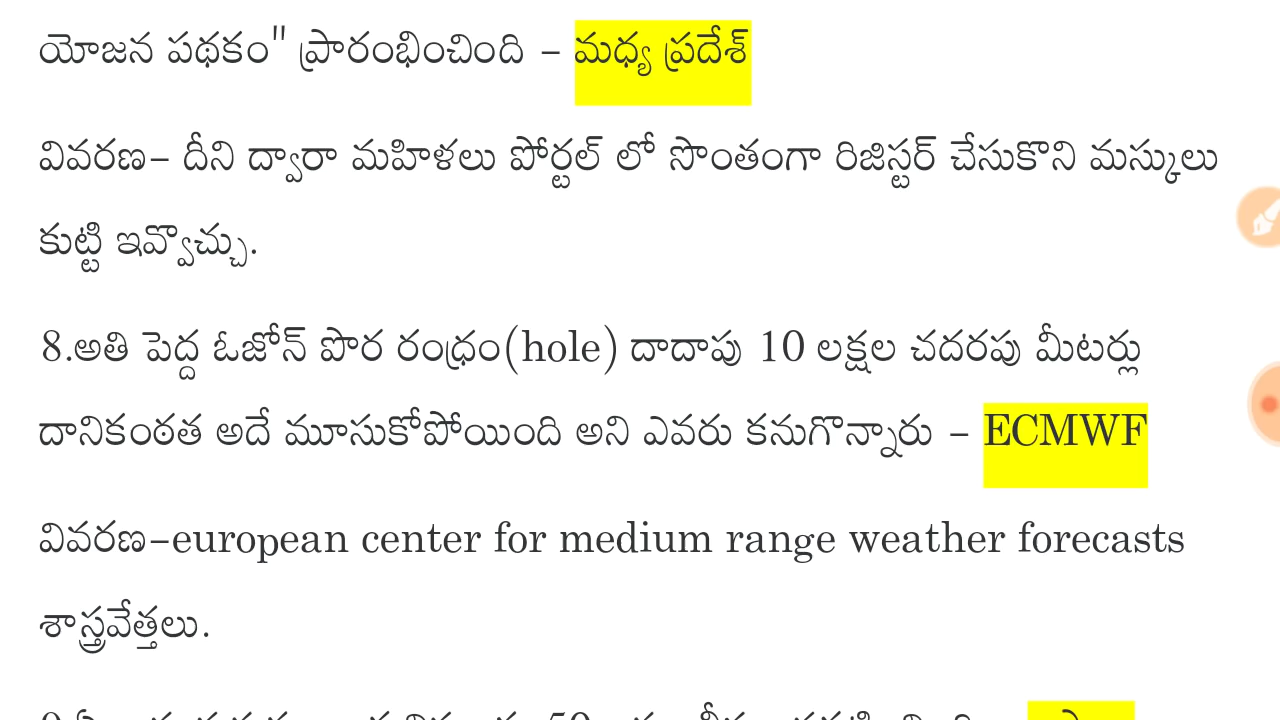 యోజన పథకం" ప్రారంభించింది – మధ్య ప్రదేశ్
వివరణ– దీని ద్వారా మహిళలు పోర్టల్ లో సొంతంగా రిజిస్టర్ చేసుకొని మస్కులు
కుట్టి ఇవ్వొచ్చు.
8.అతి పెద్ద ఓజోన్ పొర రంధ్రం(hole) దాదాపు 10 లక్షల చదరపు మీటర్లు
దానికంఠత అదే మూసుకోపోయింది అని ఎవరు కనుగొన్నారు – ECMWF
వివరణ–european center for medium range weather forecasts
శాస్త్రవేత్తలు.